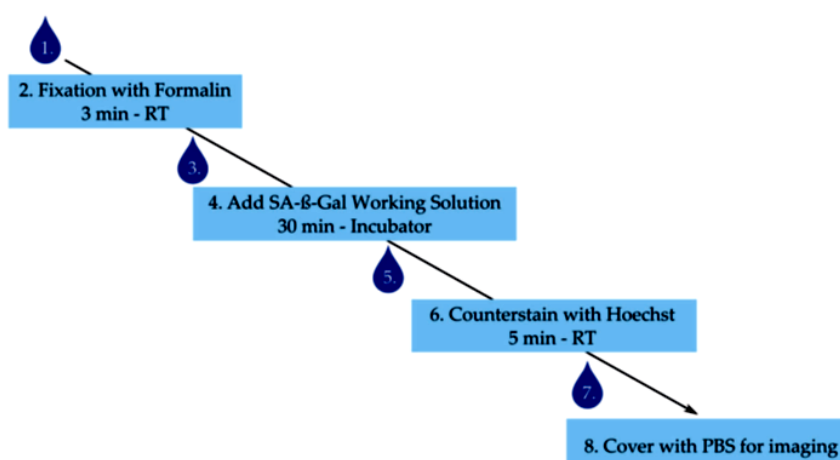 1.
2. Fixation with Formalin
3 min - RT
3.
4. Add SA-ß-Gal Working Solution
30 min - Incubator
5.
6. Counterstain with Hoechst
5 min - RT
7.
8. Cover with PBS for imaging